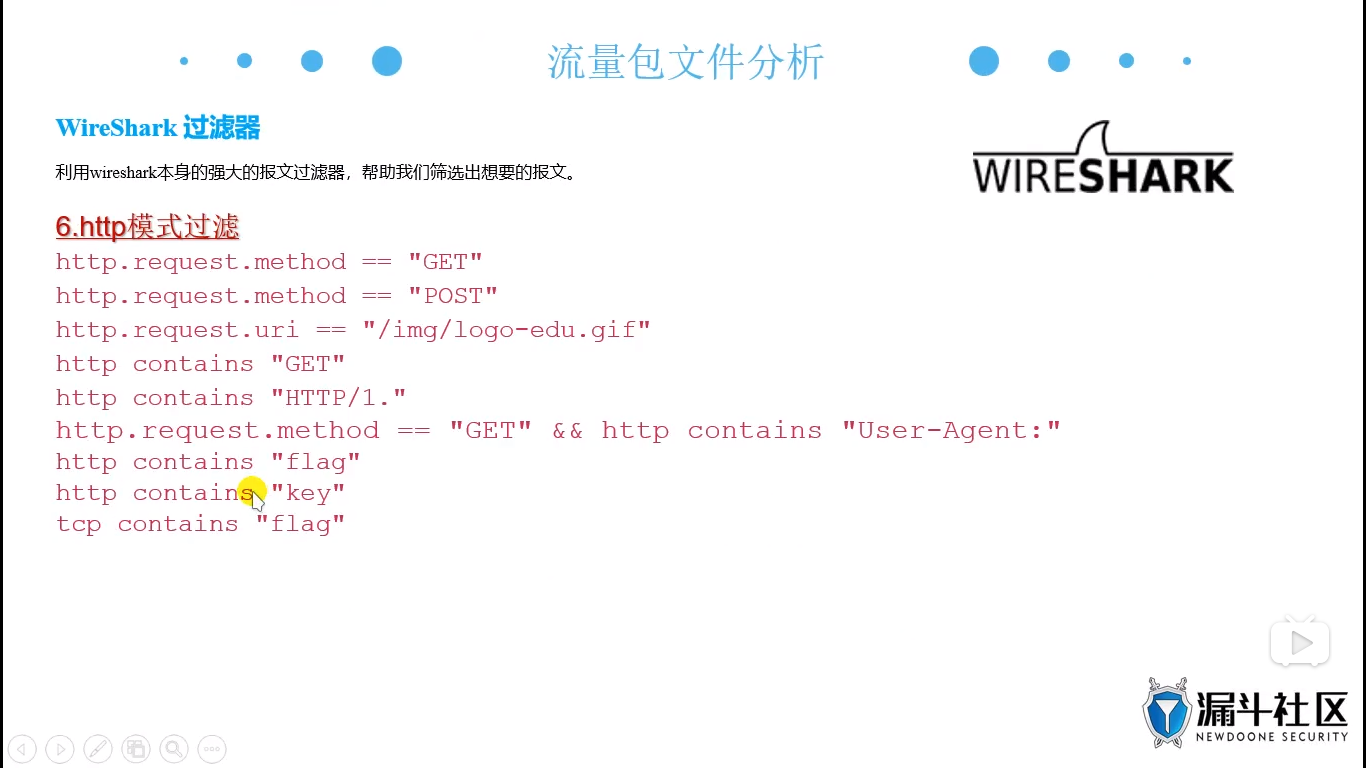 流量包文件分析
WireShark 过滤器
WIRESHARK
利用wireshark本身的强大的报文过滤器，帮助我们筛选出想要的报文。
6.http模式过滤
http.request.method == "GET"
http.request.method == "POST"
http.request.uri == "/img/logo-edu.gif"
http contains "GET"
http contains "HTTP/1."
http.request.method == "GET" && http contains "User-Agent:"
http contains "flag"
http contains "key"
tcp contains "flag"
漏斗社区
NEWDOONE SECURITY